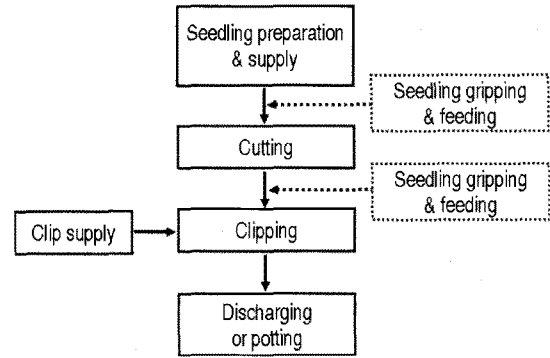 Seedling preparation
& supply
Seedling gripping
& feeding
Cutting
Seedling gripping
& feeding
Clip supply
Clipping
Discharging
or potting